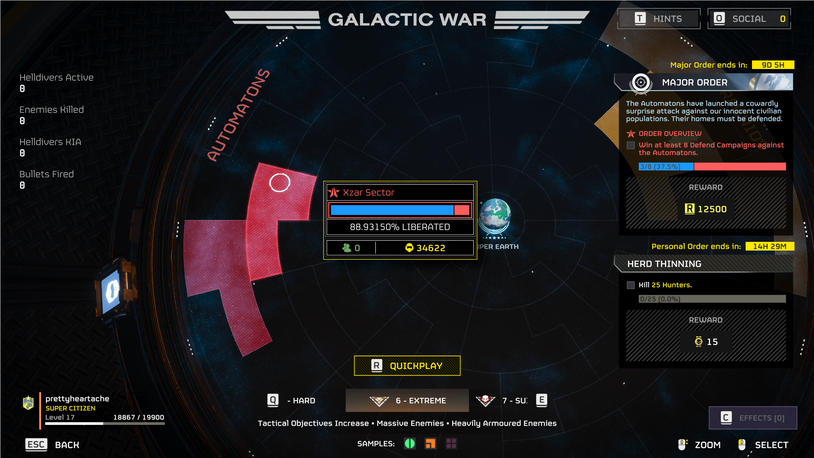 GALACTIC WAR
T HINTS
O SOCIAL 0
Helldivers Active
0
Enemies Killed
0
Helldivers KIA
0
Bullets Fired
0
AUTOMATONS
Major Order ends in: 9D 5H
MAJOR ORDER
The Automatons have launched a cowardly
surprise attack against our innocent civilian
populations. Their homes must be defended.
ORDER OVERVIEW
Win at least 8 Defend Campaigns against
the Automatons.
3/8 (37.5%)
REWARD
R 12500
Xzar Sector
88.93150% LIBERATED
0 34622
SUPER EARTH
Personal Order ends in: 14H 29M
HERD THINNING
Kill 25 Hunters.
0/25 (0.0%)
REWARD
15
R QUICKPLAY
Q - HARD
6 - EXTREME
7 - SU E
Tactical Objectives Increase • Massive Enemies • Heavily Armoured Enemies
SAMPLES:
prettyheartache
SUPER CITIZEN
Level 17 18867 / 19900
ESC BACK
C EFFECTS [0]
ZOOM
SELECT